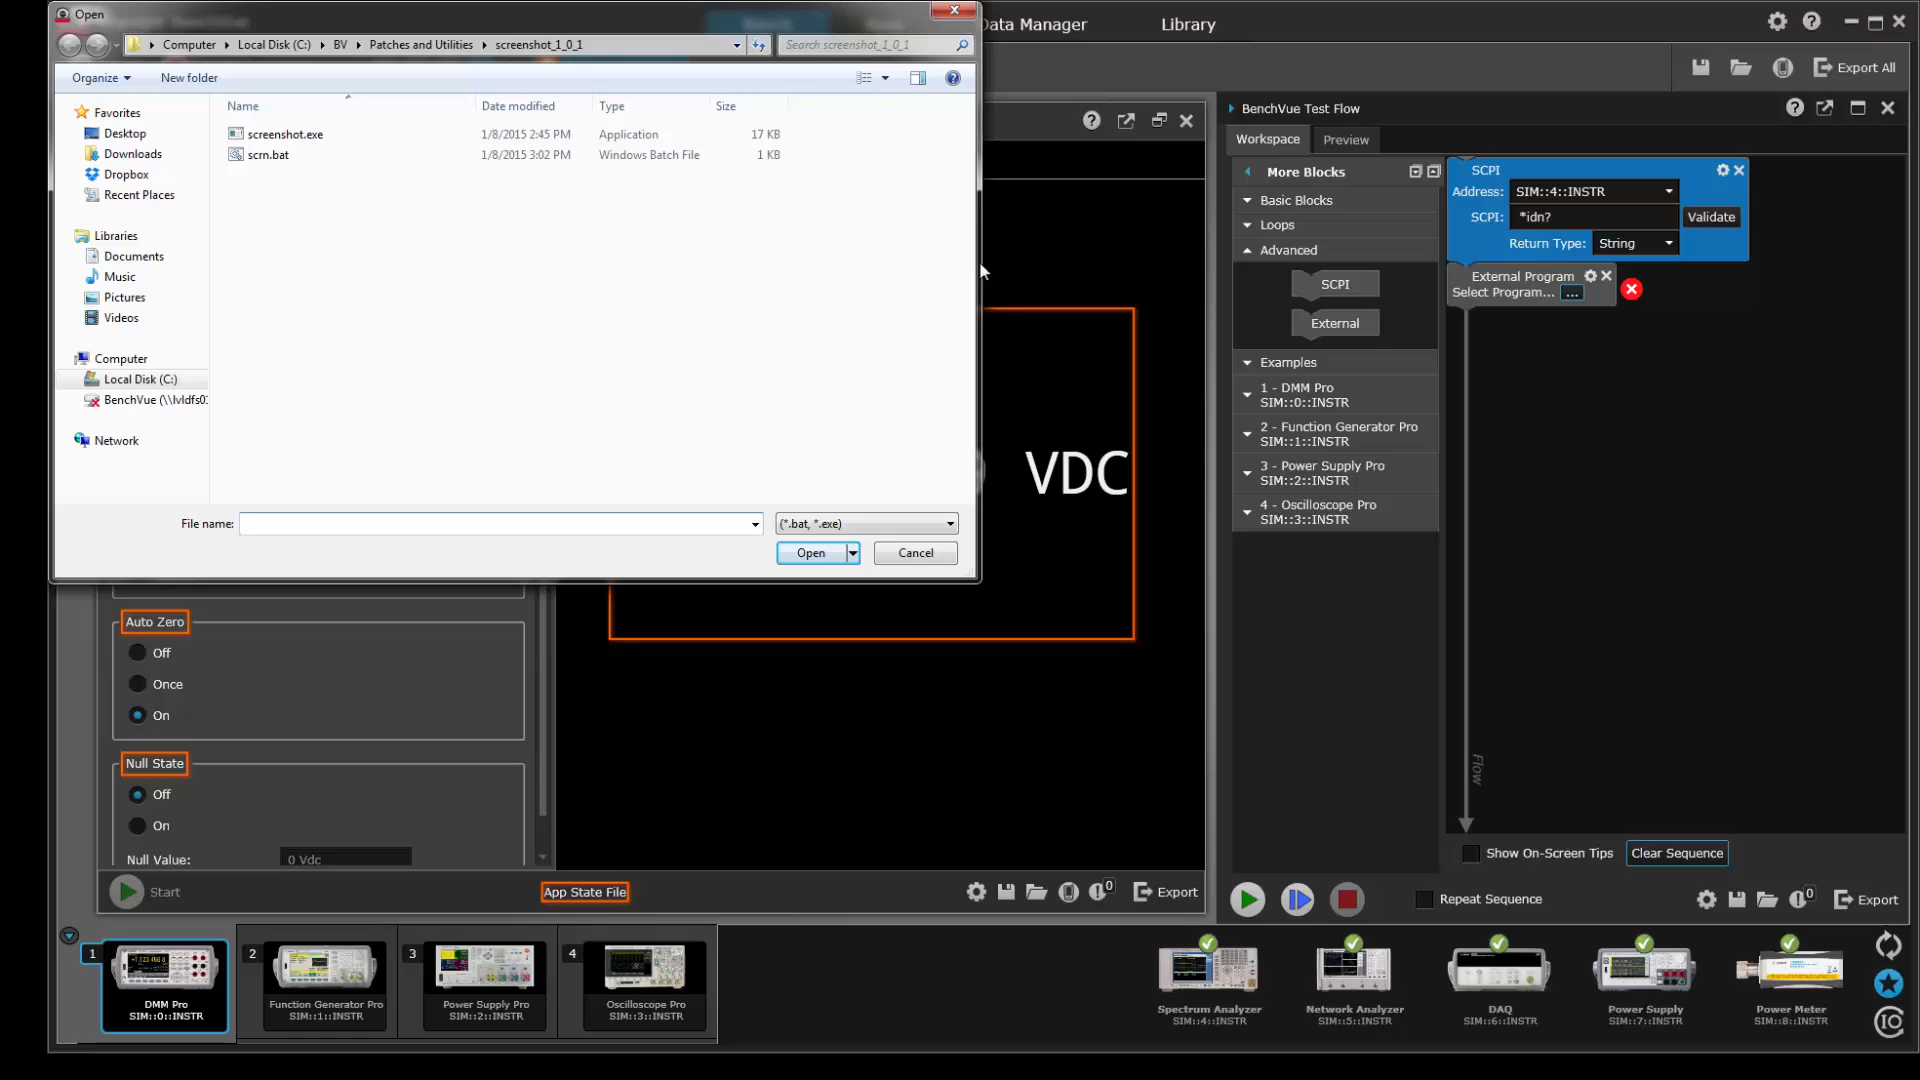 Open
Data Manager
Library
Computer
Local Disk (C:)
BV
Patches and Utilities
screenshot_1_0_1
Search screenshot_1_0_1
Organize
New folder
Export All
Name
Date modified
Type
Size
Favorites
Desktop
Downloads
Dropbox
Recent Places
Libraries
Documents
Music
Pictures
Videos
Computer
Local Disk (C:)
BenchVue (\\lvldfs01
Network
screenshot.exe
1/8/2015 2:45 PM
Application
17 KB
scrn.bat
1/8/2015 3:02 PM
Windows Batch File
1 KB
File name:
(*.bat, *.exe)
Open
Cancel
VDC
BenchVue Test Flow
Workspace
Preview
More Blocks
Basic Blocks
Loops
Advanced
SCPI
External
Examples
1 - DMM Pro
SIM::0::INSTR
2 - Function Generator Pro
SIM::1::INSTR
3 - Power Supply Pro
SIM::2::INSTR
4 - Oscilloscope Pro
SIM::3::INSTR
SCPI
Address:
SIM::4::INSTR
SCPI:
*idn?
Validate
Return Type:
String
External Program
Select Program...
...
Flow
Show On-Screen Tips
Clear Sequence
Repeat Sequence
0
Export
Auto Zero
Off
Once
On
Null State
Off
On
Null Value:
0 Vdc
Start
App State File
0
Export
1
DMM Pro
SIM::0::INSTR
2
Function Generator Pro
SIM::1::INSTR
3
Power Supply Pro
SIM::2::INSTR
4
Oscilloscope Pro
SIM::3::INSTR
Spectrum Analyzer
SIM::4::INSTR
Network Analyzer
SIM::5::INSTR
DAQ
SIM::6::INSTR
Power Supply
SIM::7::INSTR
Power Meter
SIM::8::INSTR
IO